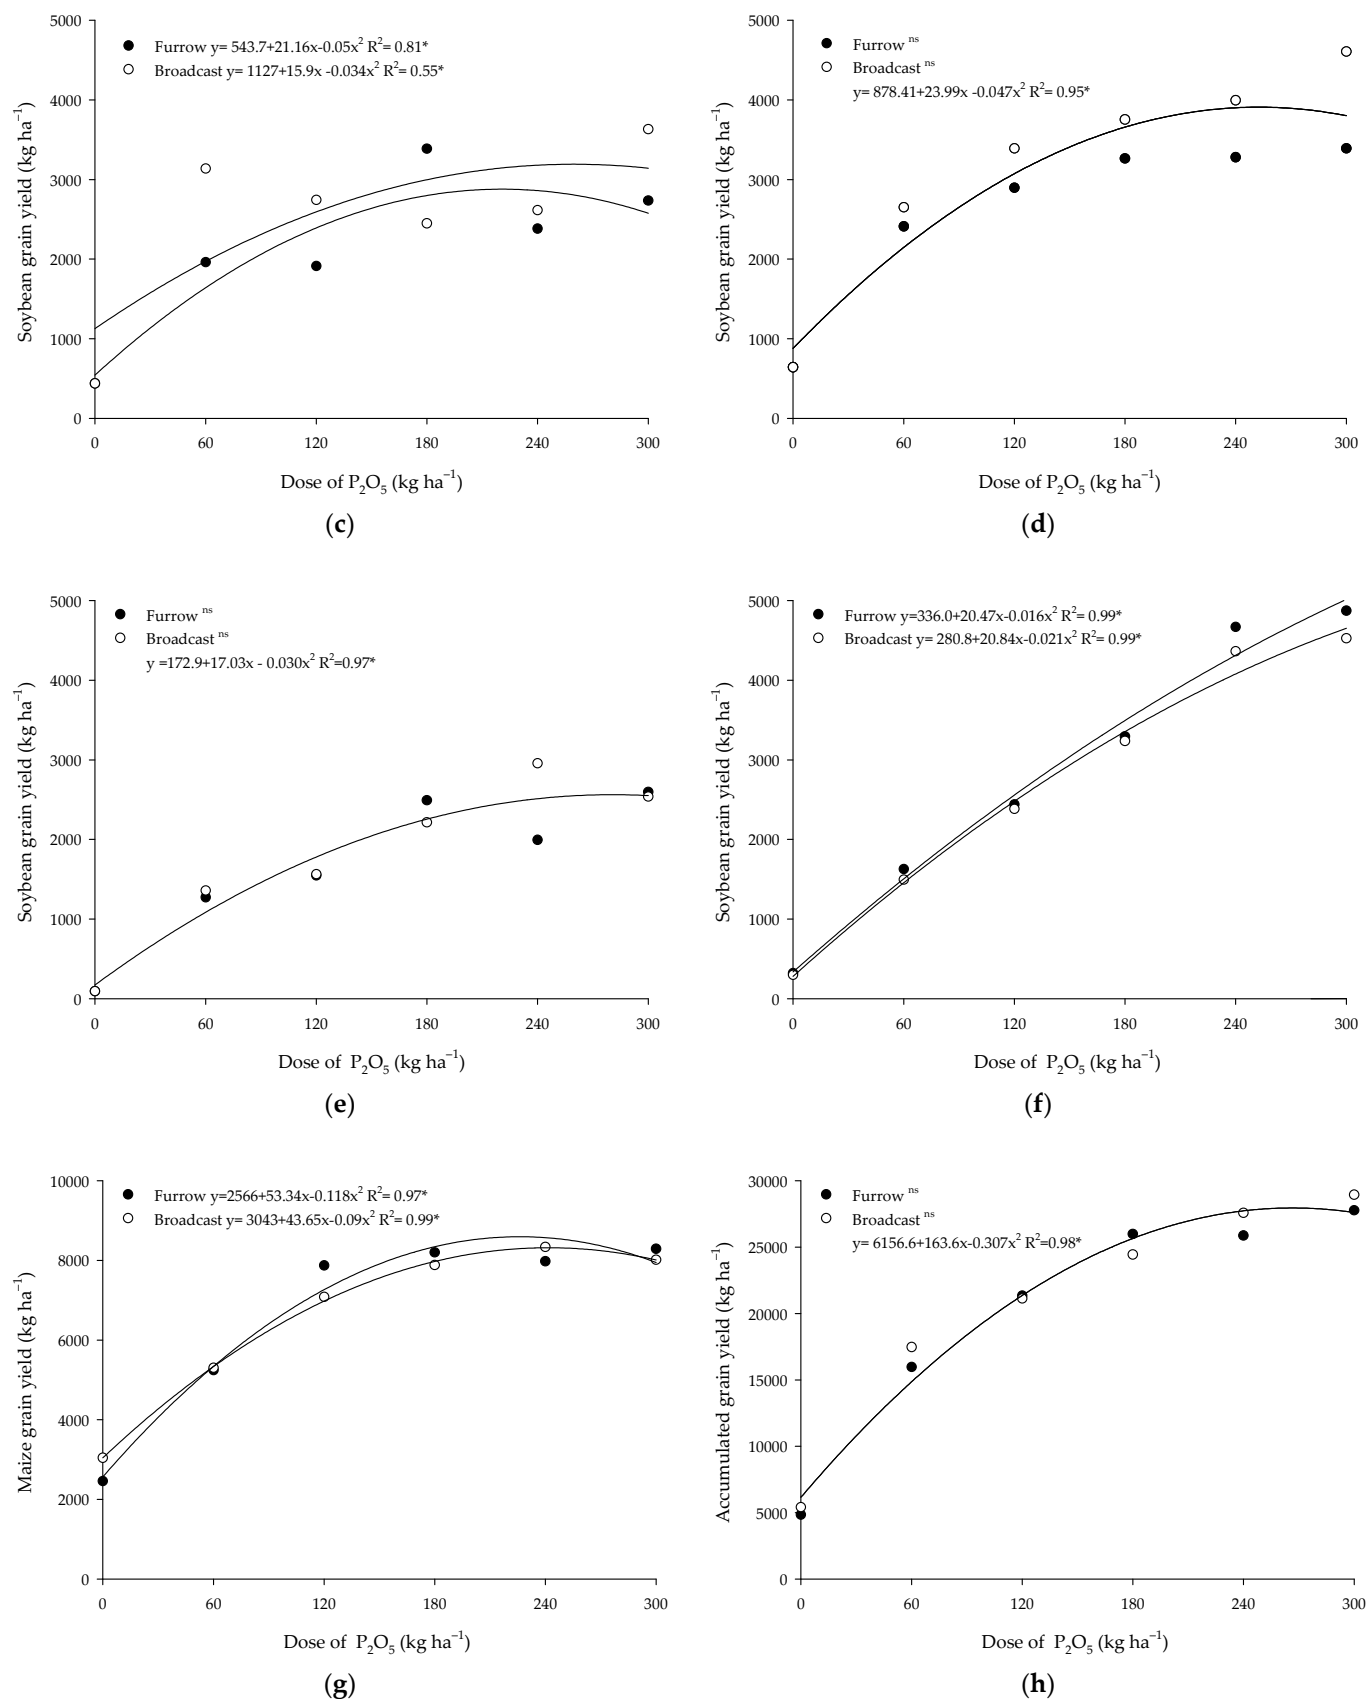 5000
4000
3000
2000
1000
0
Soybean grain yield (kg ha⁻¹)
Furrow y= 543.7+21.16x-0.05x² R²= 0.81*
Broadcast y= 1127+15.9x -0.034x² R²= 0.55*
0 60 120 180 240 300
Dose of P₂O₅ (kg ha⁻¹)
(c)
5000
4000
3000
2000
1000
0
Soybean grain yield (kg ha⁻¹)
Furrow ns
Broadcast ns
y= 878.41+23.99x -0.047x² R²= 0.95*
0 60 120 180 240 300
Dose of P₂O₅ (kg ha⁻¹)
(d)
5000
4000
3000
2000
1000
0
Soybean grain yield (kg ha⁻¹)
Furrow ns
Broadcast ns
y =172.9+17.03x - 0.030x² R²=0.97*
0 60 120 180 240 300
Dose of P₂O₅ (kg ha⁻¹)
(e)
5000
4000
3000
2000
1000
0
Soybean grain yield (kg ha⁻¹)
Furrow y=336.0+20.47x-0.016x² R²= 0.99*
Broadcast y= 280.8+20.84x-0.021x² R²= 0.99*
0 60 120 180 240 300
Dose of P₂O₅ (kg ha⁻¹)
(f)
10000
8000
6000
4000
2000
0
Maize grain yield (kg ha⁻¹)
Furrow y=2566+53.34x-0.118x² R²= 0.97*
Broadcast y= 3043+43.65x-0.09x² R²= 0.99*
0 60 120 180 240 300
Dose of P₂O₅ (kg ha⁻¹)
(g)
30000
25000
20000
15000
10000
5000
0
Accumulated grain yield (kg ha⁻¹)
Furrow ns
Broadcast ns
y= 6156.6+163.6x-0.307x² R²=0.98*
0 60 120 180 240 300
Dose of P₂O₅ (kg ha⁻¹)
(h)